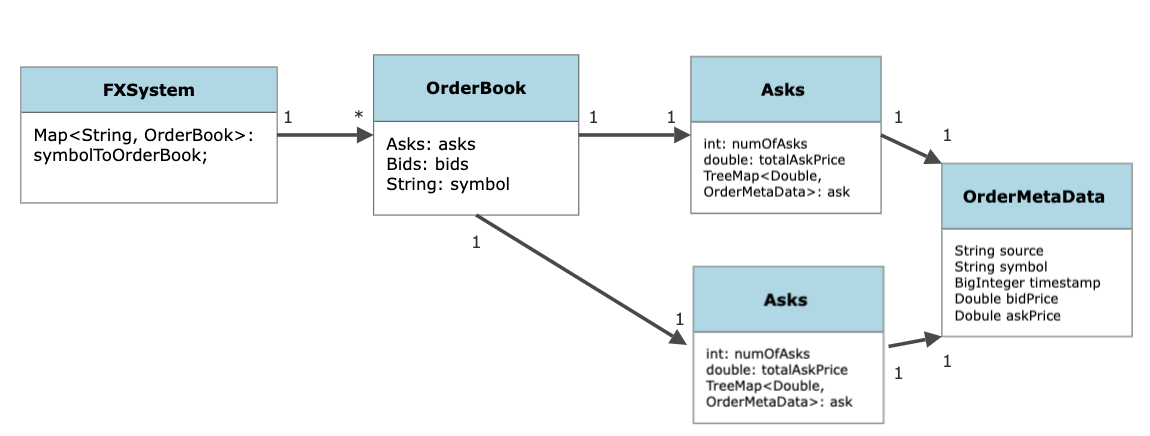 FXSystem
Map<String, OrderBook>:
symbolToOrderBook;
1
*
OrderBook
Asks: asks
Bids: bids
String: symbol
1
1
Asks
int: numOfAsks
double: totalAskPrice
TreeMap<Double,
OrderMetaData>: ask
1
1
OrderMetaData
String source
String symbol
BigInteger timestamp
Double bidPrice
Dobule askPrice
1
1
Asks
int: numOfAsks
double: totalAskPrice
TreeMap<Double,
OrderMetaData>: ask
1
1